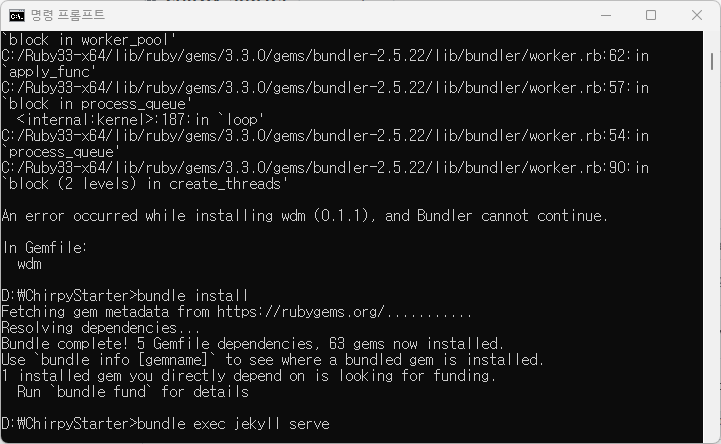 명령 프롬프트
`block in worker_pool'
C:/Ruby33-x64/lib/ruby/gems/3.3.0/gems/bundler-2.5.22/lib/bundler/worker.rb:62:in
`apply_func'
C:/Ruby33-x64/lib/ruby/gems/3.3.0/gems/bundler-2.5.22/lib/bundler/worker.rb:57:in
`block in process_queue'
  <internal:kernel>:187:in `loop'
C:/Ruby33-x64/lib/ruby/gems/3.3.0/gems/bundler-2.5.22/lib/bundler/worker.rb:54:in
`process_queue'
C:/Ruby33-x64/lib/ruby/gems/3.3.0/gems/bundler-2.5.22/lib/bundler/worker.rb:90:in
`block (2 levels) in create_threads'
An error occurred while installing wdm (0.1.1), and Bundler cannot continue.
In Gemfile:
  wdm
D:₩ChirpyStarter>bundle install
Fetching gem metadata from https://rubygems.org/...........
Resolving dependencies...
Bundle complete! 5 Gemfile dependencies, 63 gems now installed.
Use `bundle info [gemname]` to see where a bundled gem is installed.
1 installed gem you directly depend on is looking for funding.
  Run `bundle fund` for details
D:₩ChirpyStarter>bundle exec jekyll serve